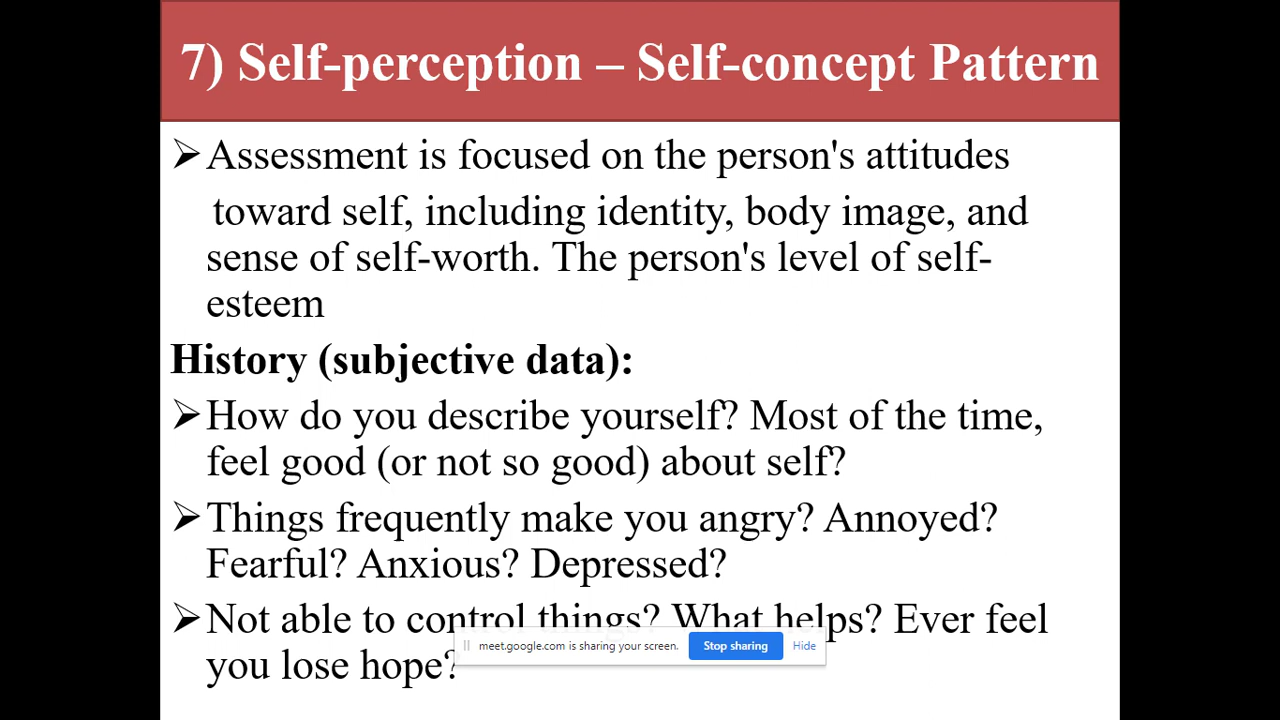 7) Self-perception – Self-concept Pattern
➢Assessment is focused on the person's attitudes
toward self, including identity, body image, and
sense of self-worth. The person's level of self-
esteem
History (subjective data):
➢How do you describe yourself? Most of the time,
feel good (or not so good) about self?
➢Things frequently make you angry? Annoyed?
Fearful? Anxious? Depressed?
➢Not able to control things? What helps? Ever feel
you lose hope?
meet.google.com is sharing your screen. Stop sharing Hide